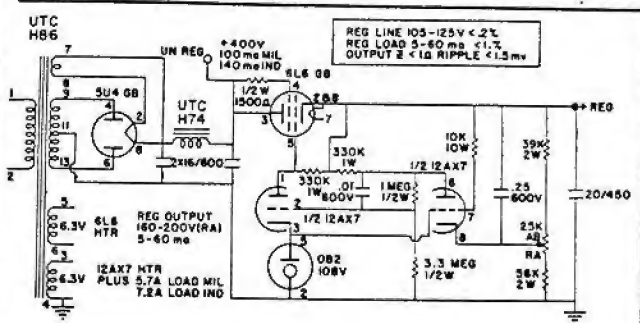 UTC
H86
REG LINE 105-125V <.2%
REG LOAD 5-60 ma <1.%
OUTPUT Z <1Ω RIPPLE <1.5mv
+400V
100 ma MIL
140 ma IND
UN REG
6L6 GB
1/2 W
1500Ω
4
3
2 & 8
7
5
+ REG
7
8
9
11
13
1
2
5U4 GB
4
2
8
6
UTC
H74
2X16/600
330K
1W
330K
1W
1/2 12AX7
10K
10W
39K
2W
.25
600V
20/450
.01
600V
1 MEG
1/2W
1
2
3
6
7
8
1/2 12AX7
5
6.3V
6L6
HTR
6
REG OUTPUT
160-200V(RA)
5-60 ma
3
6.3V
12AX7 HTR
PLUS 5.7A LOAD MIL
7.2A LOAD IND
4
5
OB2
108V
2
3.3 MEG
1/2W
25K
AB
RA
56K
2W